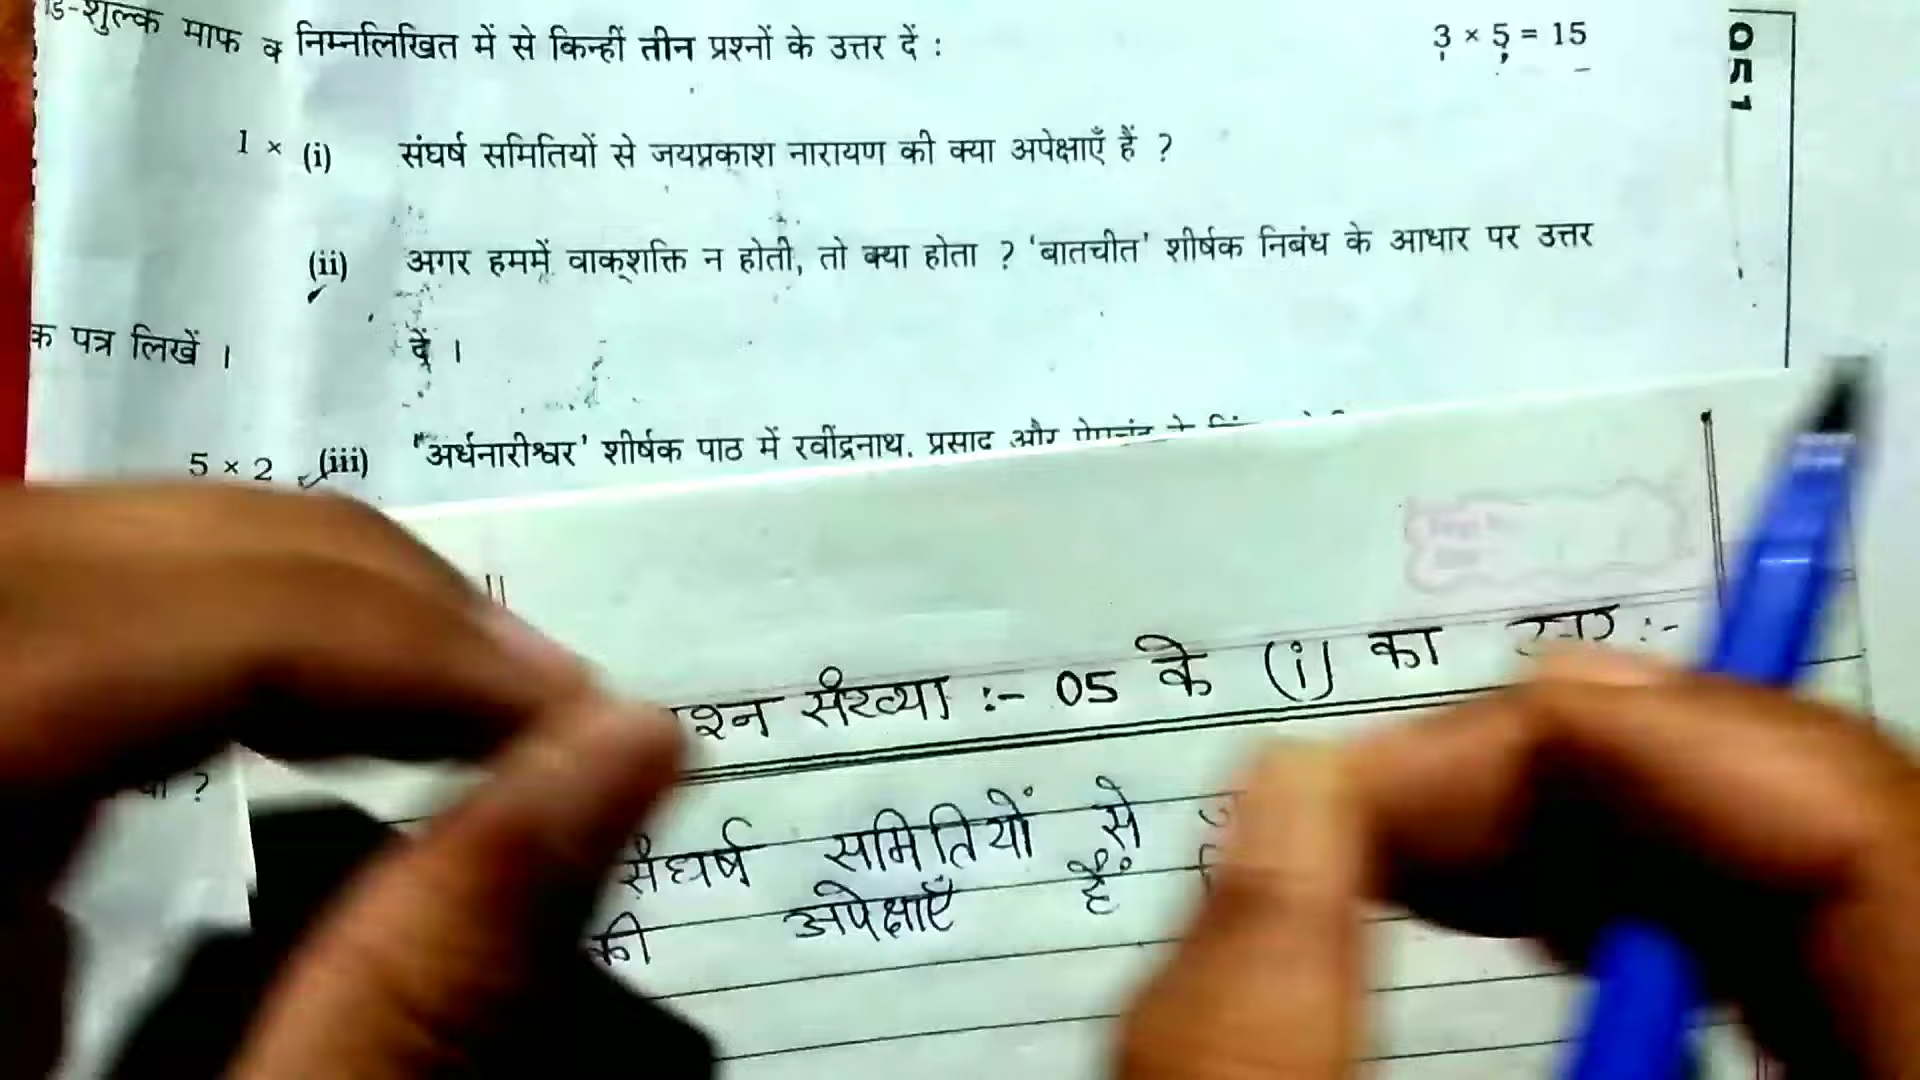 शुल्क माफ
निम्नलिखित में से किन्हीं तीन प्रश्नों के उत्तर दें : 3 × 5 = 15
Q51
1 ×
(i) संघर्ष समितियों से जयप्रकाश नारायण की क्या अपेक्षाएँ हैं ?
(ii) अगर हममें वाक्शक्ति न होती, तो क्या होता ? 'बातचीत' शीर्षक निबंध के आधार पर उत्तर
दें ।
पत्र लिखें ।
5 × 2
(iii) 'अर्धनारीश्वर' शीर्षक पाठ में रवींद्रनाथ, प्रसाद और
संख्या :- 05 के (i) का
?
संघर्ष समितियों से
की अपेक्षाएँ हैं